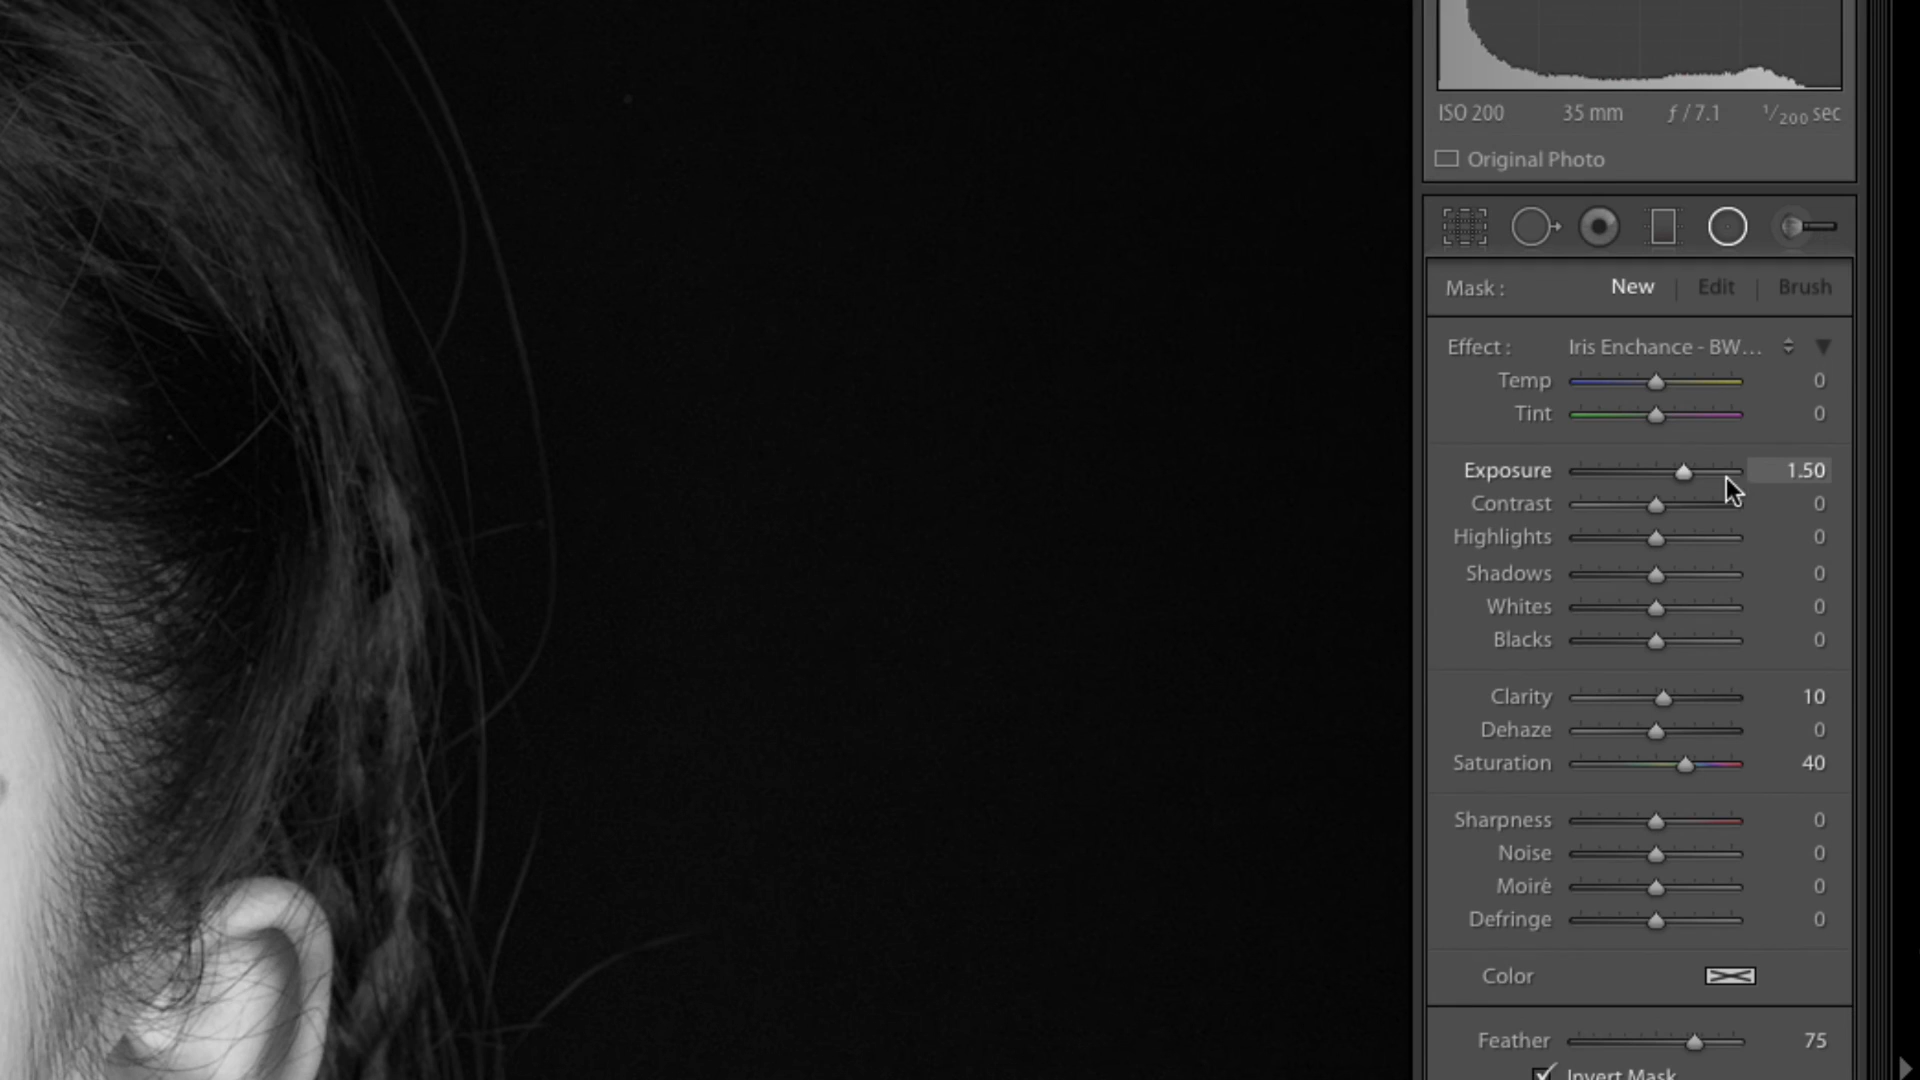 ISO 200 35 mm ƒ / 7.1 1/200 sec
Original Photo
Mask : New | Edit | Brush
Effect : Iris Enchance - BW...
Temp 0
Tint 0
Exposure 1.50
Contrast 0
Highlights 0
Shadows 0
Whites 0
Blacks 0
Clarity 10
Dehaze 0
Saturation 40
Sharpness 0
Noise 0
Moiré 0
Defringe 0
Color
Feather 75
Invert Mask